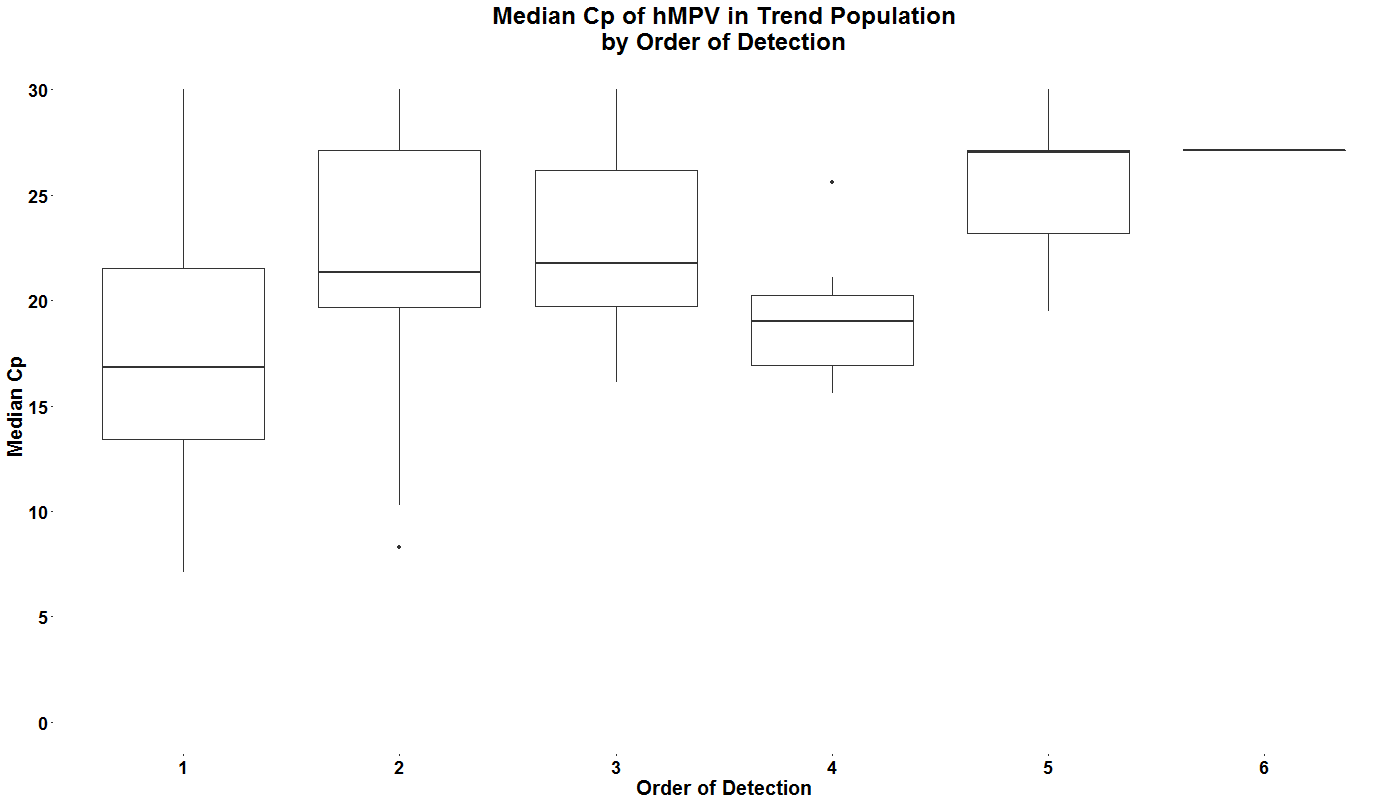 Median Cp of hMPV in Trend Population
by Order of Detection
Median Cp
30
25
20
15
10
5
0
1 2 3 4 5 6
Order of Detection